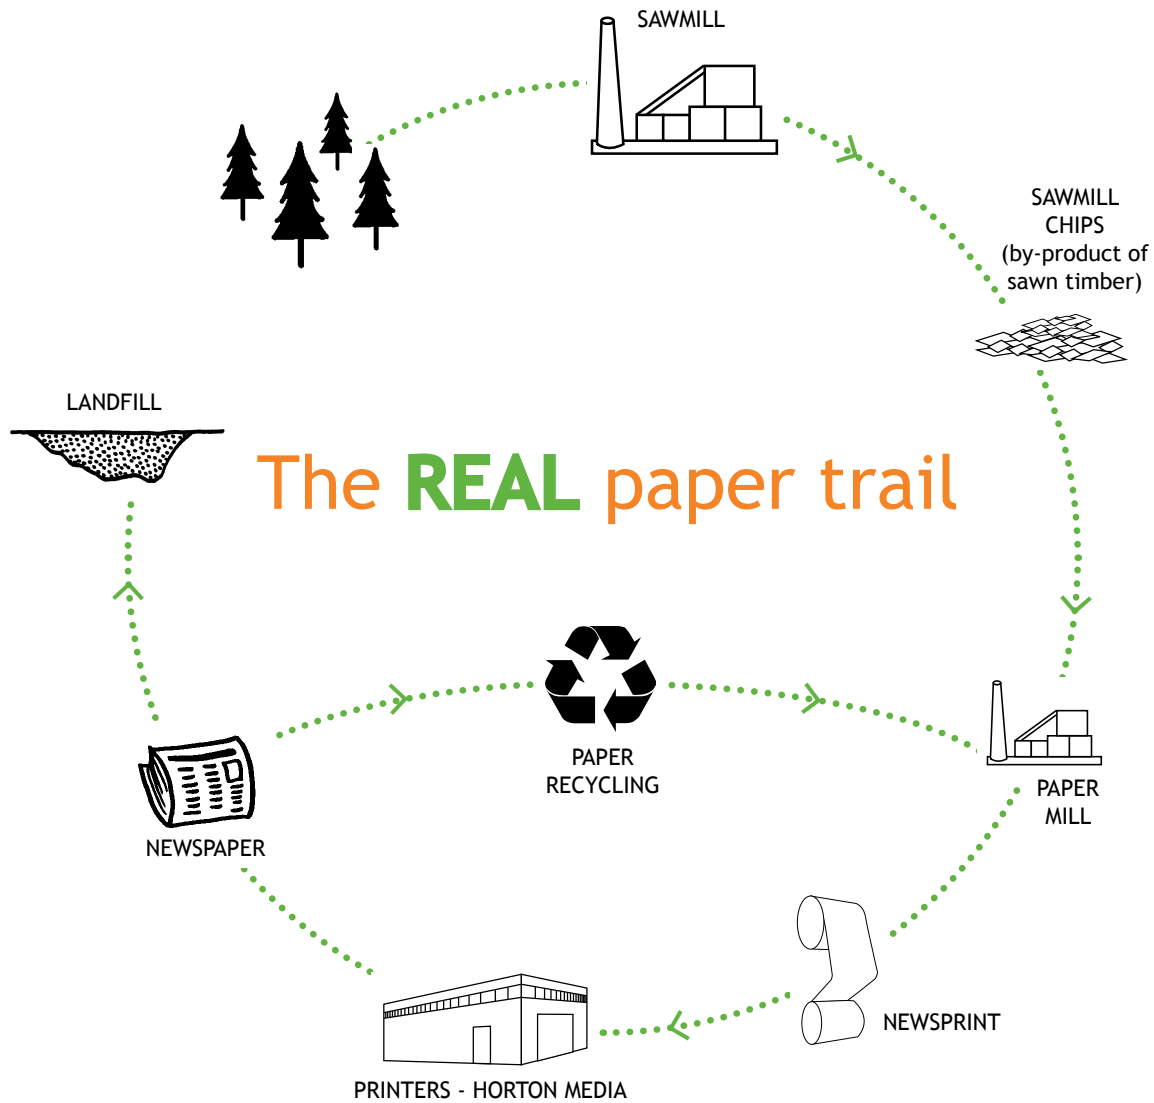 SAWMILL
SAWMILL
CHIPS
(by-product of
sawn timber)
LANDFILL
The REAL paper trail
PAPER
RECYCLING
PAPER
MILL
NEWSPAPER
NEWSPRINT
PRINTERS - HORTON MEDIA